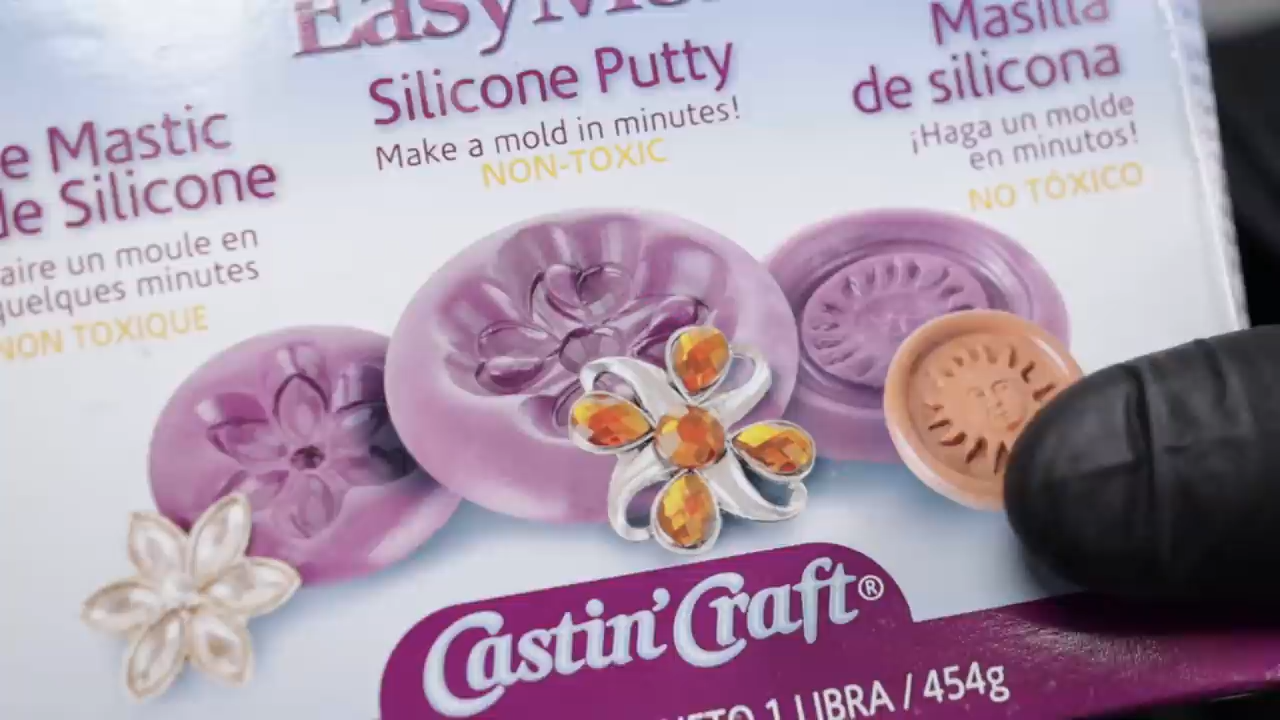 EasyMo
Silicone Putty
Make a mold in minutes!
NON-TOXIC
e Mastic
de Silicone
aire un moule en
quelques minutes
NON TOXIQUE
Masilla
de silicona
¡Haga un molde
en minutos!
NO TÓXICO
Castin'Craft®
NETO 1 LIBRA / 454g